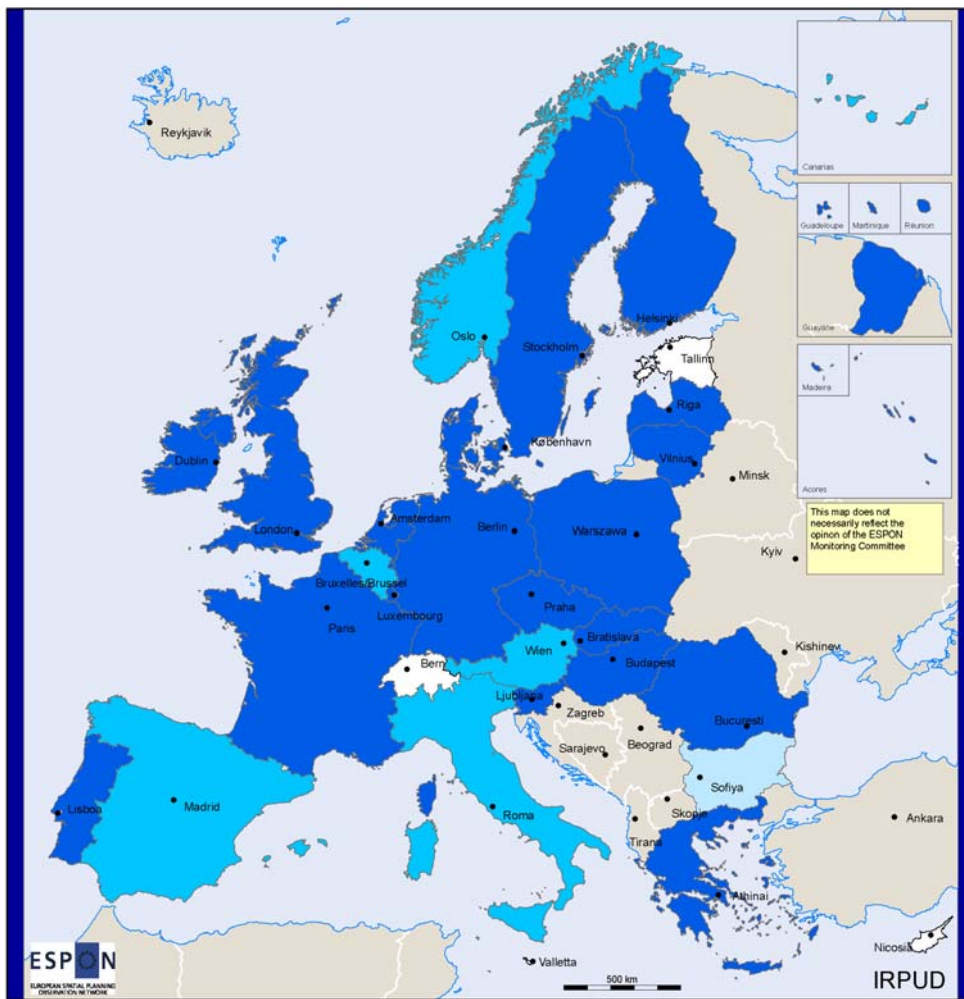 Reykjavik
Canarias
Guadeloupe
Martinique
Réunion
Guayane
Oslo
Helsinki
Stockholm
Tallinn
Madeira
Riga
København
Dublin
Vilnius
Minsk
Acores
London
Amsterdam
Berlin
Warszawa
This map does not
necessarily reflect the
opinon of the ESPON
Monitoring Committee
Kyiv
Bruxelles/Brussel
Luxembourg
Praha
Paris
Wien
Bratislava
Kishinev
Bern
Budapest
Ljubljana
Zagreb
Bucuresti
Beograd
Sarajevo
Sofiya
Lisboa
Madrid
Roma
Skopje
Tirana
Ankara
Athinai
Nicosia
Valletta
ESPON
EUROPEAN SPATIAL PLANNING
OBSERVATION NETWORK
500 km
IRPUD